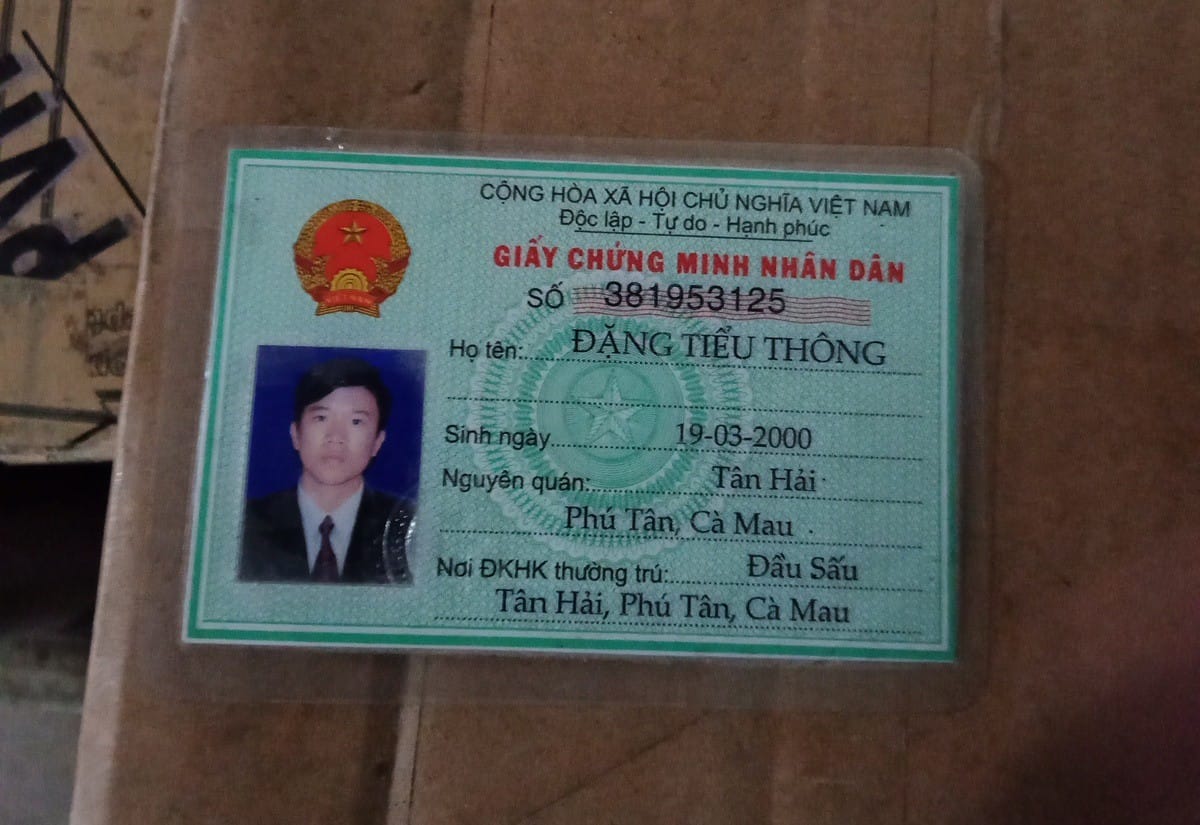 CỘNG HÒA XÃ HỘI CHỦ NGHĨA VIỆT NAM
Độc lập - Tự do - Hạnh phúc
GIẤY CHỨNG MINH NHÂN DÂN
SỐ 381953125
Họ tên: ĐẶNG TIỂU THÔNG
Sinh ngày 19-03-2000
Nguyên quán: Tân Hải
Phú Tân, Cà Mau
Nơi ĐKHK thường trú: Đầu Sấu
Tân Hải, Phú Tân, Cà Mau
VIỆT NAM